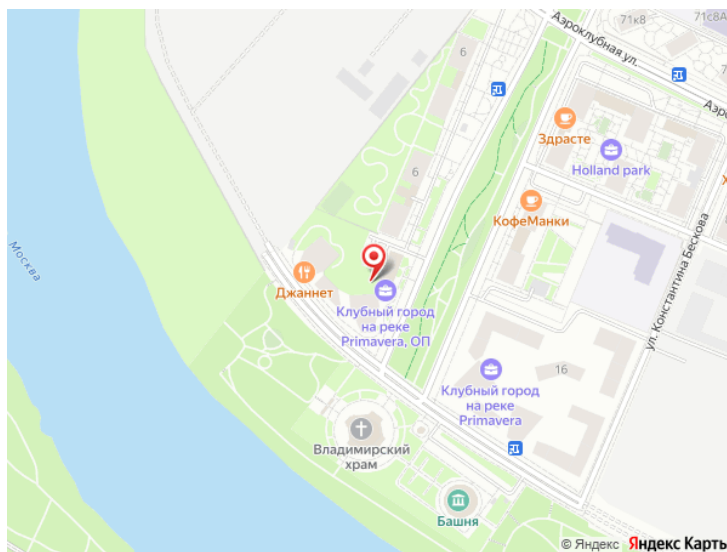 71к8
71с8А
Аэроклубная ул.
6
Аэро
Здрасте
Holland park
6
КофеМанки
Х
ул. Константина Бескова
Москва
Джаннет
Клубный город
на реке
Primavera, ОП
16
Клубный город
на реке
Primavera
Владимирский
храм
Башня
© Яндекс Яндекс Карты